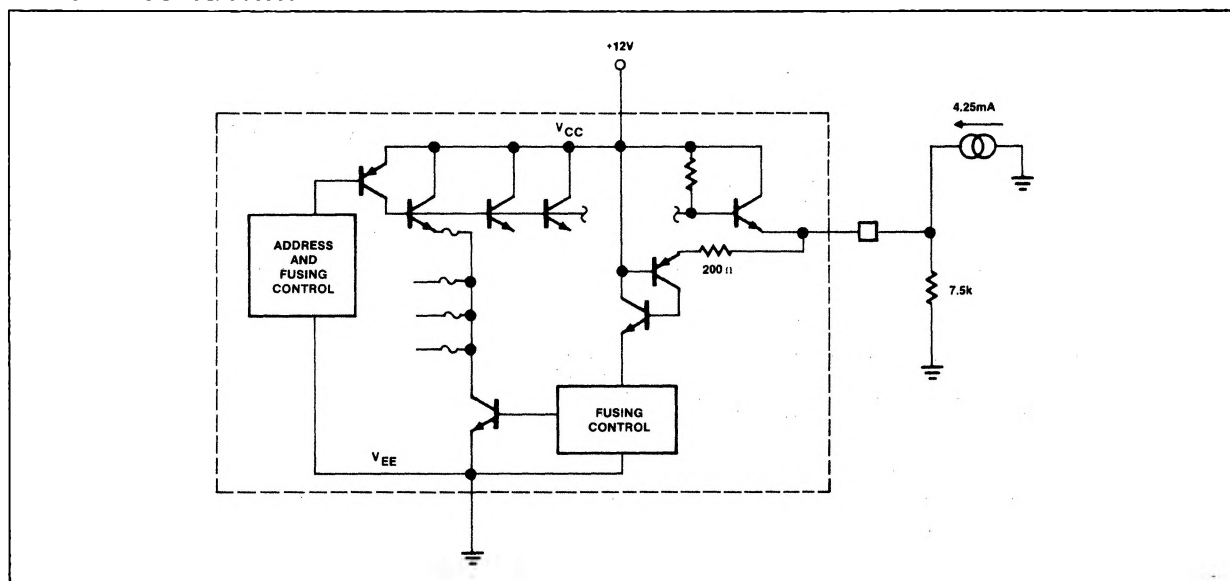 +12V
4.25mA
VCC
ADDRESS
AND
FUSING
CONTROL
200 Ω
7.5k
FUSING
CONTROL
VEE